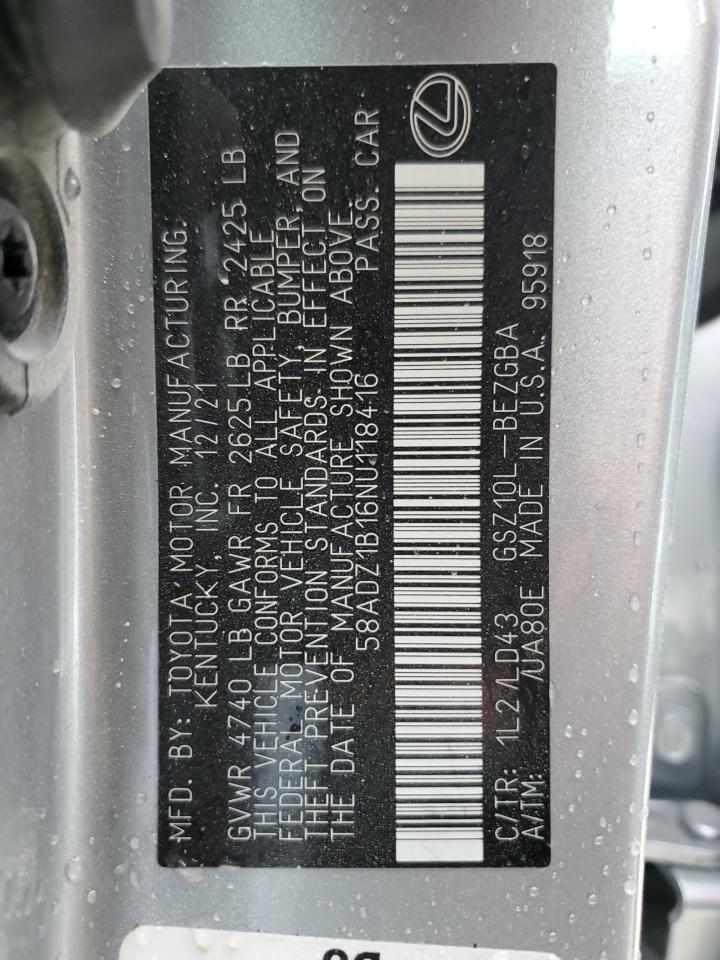 MFD. BY: TOYOTA MOTOR MANUFACTURING,
KENTUCKY, INC. 12/21
GVWR 4740 LB GAWR FR 2625LB RR 2425 LB
THIS VEHICLE CONFORMS TO ALL APPLICABLE
FEDERAL MOTOR VEHICLE SAFETY, BUMPER, AND
THEFT PREVENTION STANDARDS IN EFFECT ON
THE DATE OF MANUFACTURE SHOWN ABOVE
58ADZ1B16NU118416 PASS. CAR
C/TR: 1L2 /LD43 GSZ10L-BEZGBA
A/TM: /UA80E MADE IN U.S.A. 95918